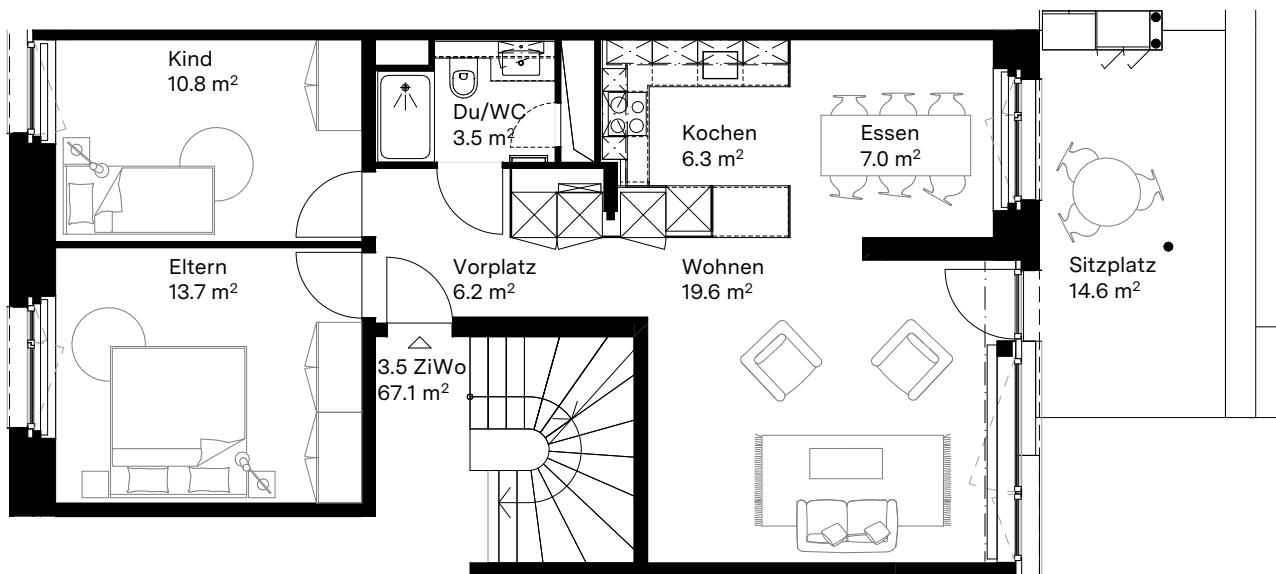 Kind
10.8 m²
Du/WC
3.5 m²
Kochen
6.3 m²
Essen
7.0 m²
Eltern
13.7 m²
Vorplatz
6.2 m²
Wohnen
19.6 m²
Sitzplatz
14.6 m²
3.5 ZiWo
67.1 m²